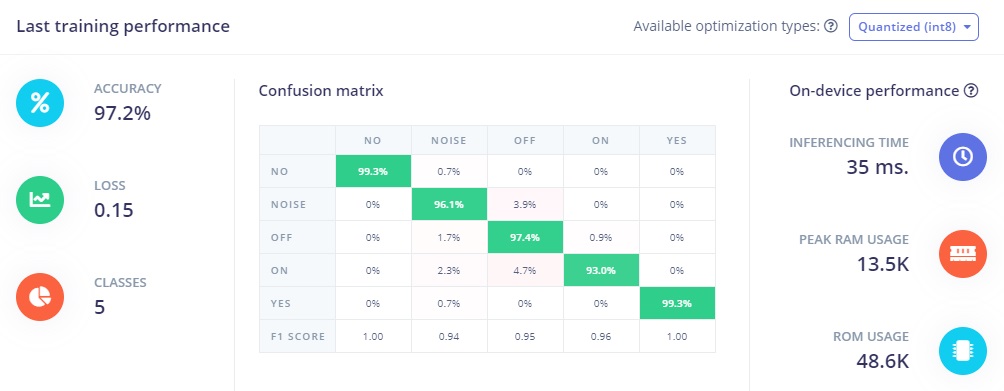 Last training performance
Available optimization types:
Quantized (int8)
ACCURACY
97.2%
LOSS
0.15
CLASSES
5
Confusion matrix
NO NOISE OFF ON YES
NO 99.3% 0.7% 0% 0% 0%
NOISE 0% 96.1% 3.9% 0% 0%
OFF 0% 1.7% 97.4% 0.9% 0%
ON 0% 2.3% 4.7% 93.0% 0%
YES 0% 0.7% 0% 0% 99.3%
F1 SCORE 1.00 0.94 0.95 0.96 1.00
On-device performance
INFERENCING TIME
35 ms.
PEAK RAM USAGE
13.5K
ROM USAGE
48.6K